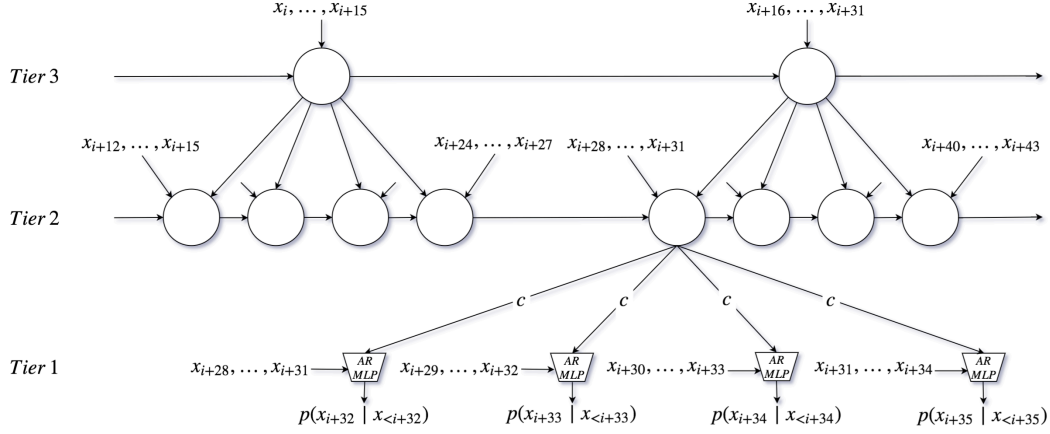 x_i, … , x_{i+15}
x_{i+16}, … , x_{i+31}
Tier 3
x_{i+12}, … , x_{i+15}
x_{i+24}, … , x_{i+27}
x_{i+28}, … , x_{i+31}
x_{i+40}, … , x_{i+43}
Tier 2
c
c
c
c
Tier 1
x_{i+28}, … , x_{i+31}
AR
MLP
x_{i+29}, … , x_{i+32}
AR
MLP
x_{i+30}, … , x_{i+33}
AR
MLP
x_{i+31}, … , x_{i+34}
AR
MLP
p(x_{i+32} | x_{<i+32})
p(x_{i+33} | x_{<i+33})
p(x_{i+34} | x_{<i+34})
p(x_{i+35} | x_{<i+35})